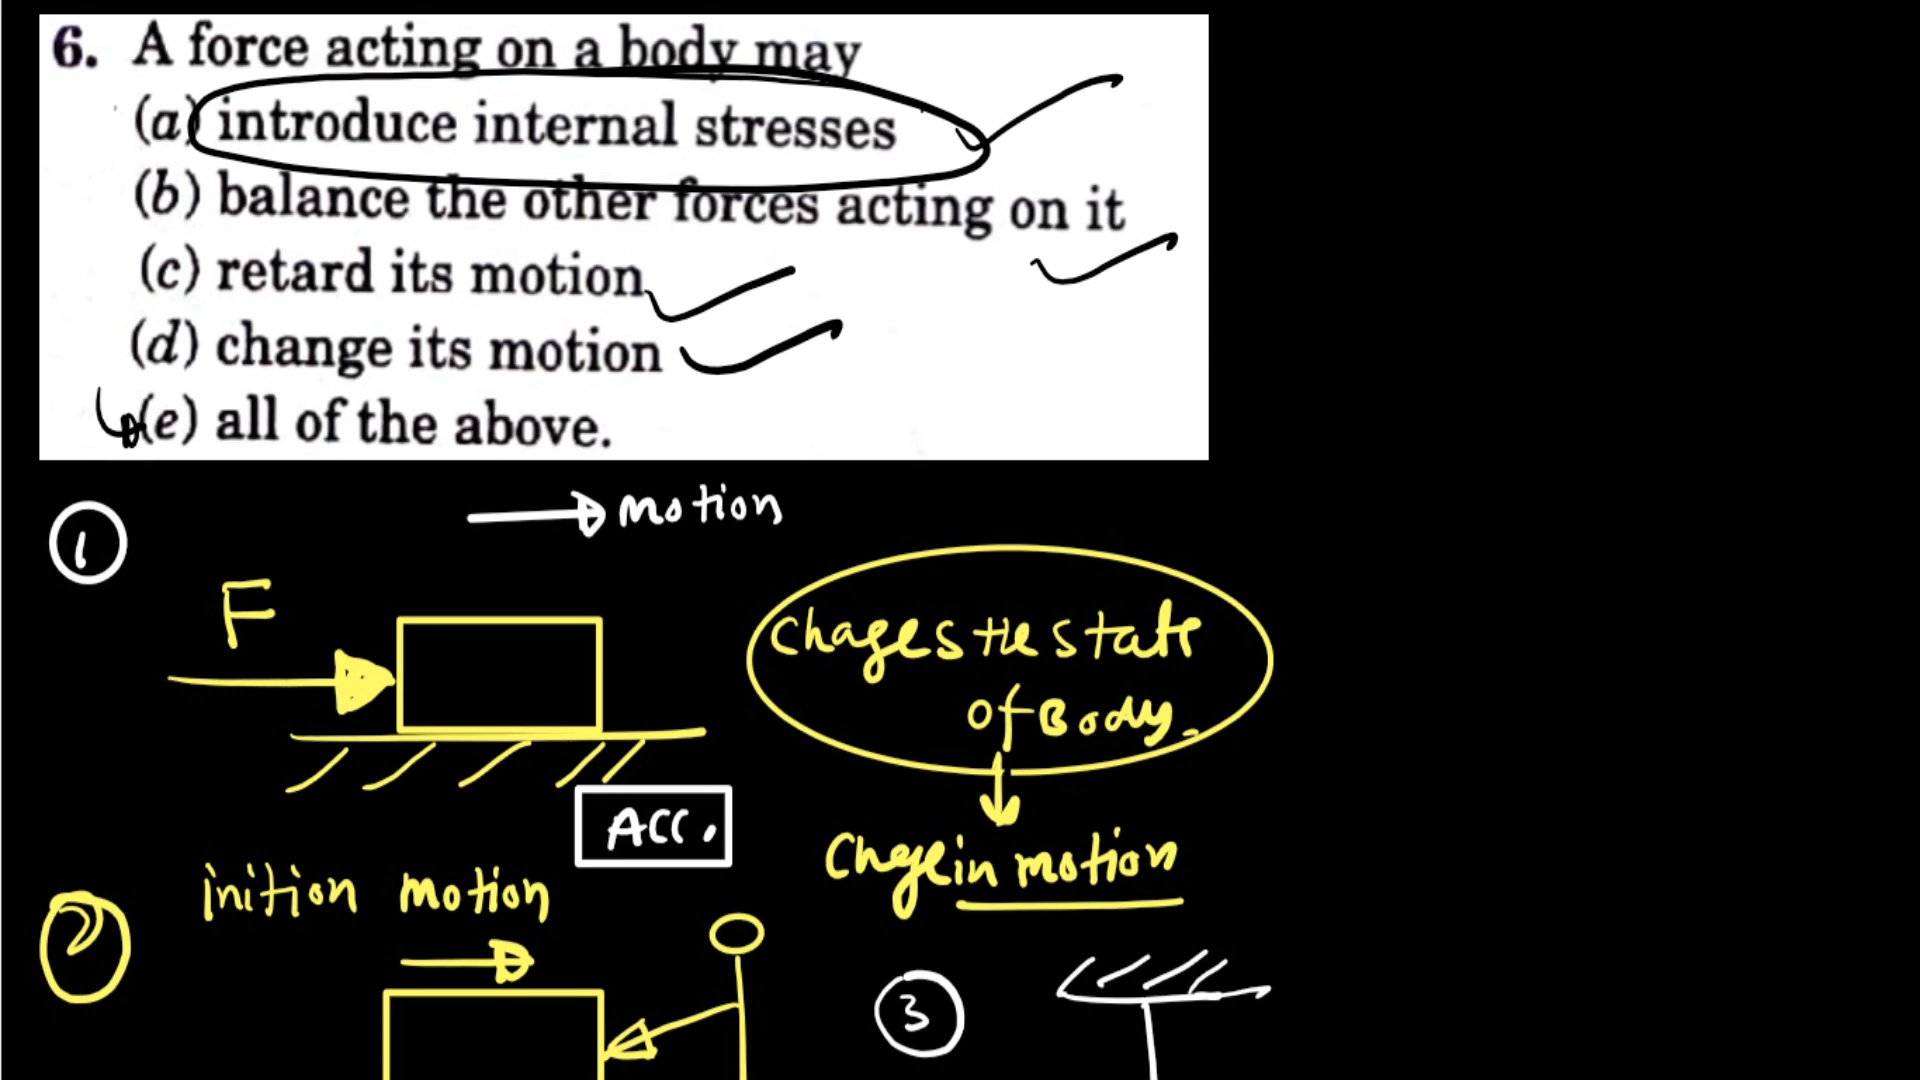 6. A force acting on a body may
(a) introduce internal stresses
(b) balance the other forces acting on it
(c) retard its motion
(d) change its motion
(e) all of the above.
1
motion
F
Chages the state
of Body.
ACC.
Chage in motion
2
inition motion
3